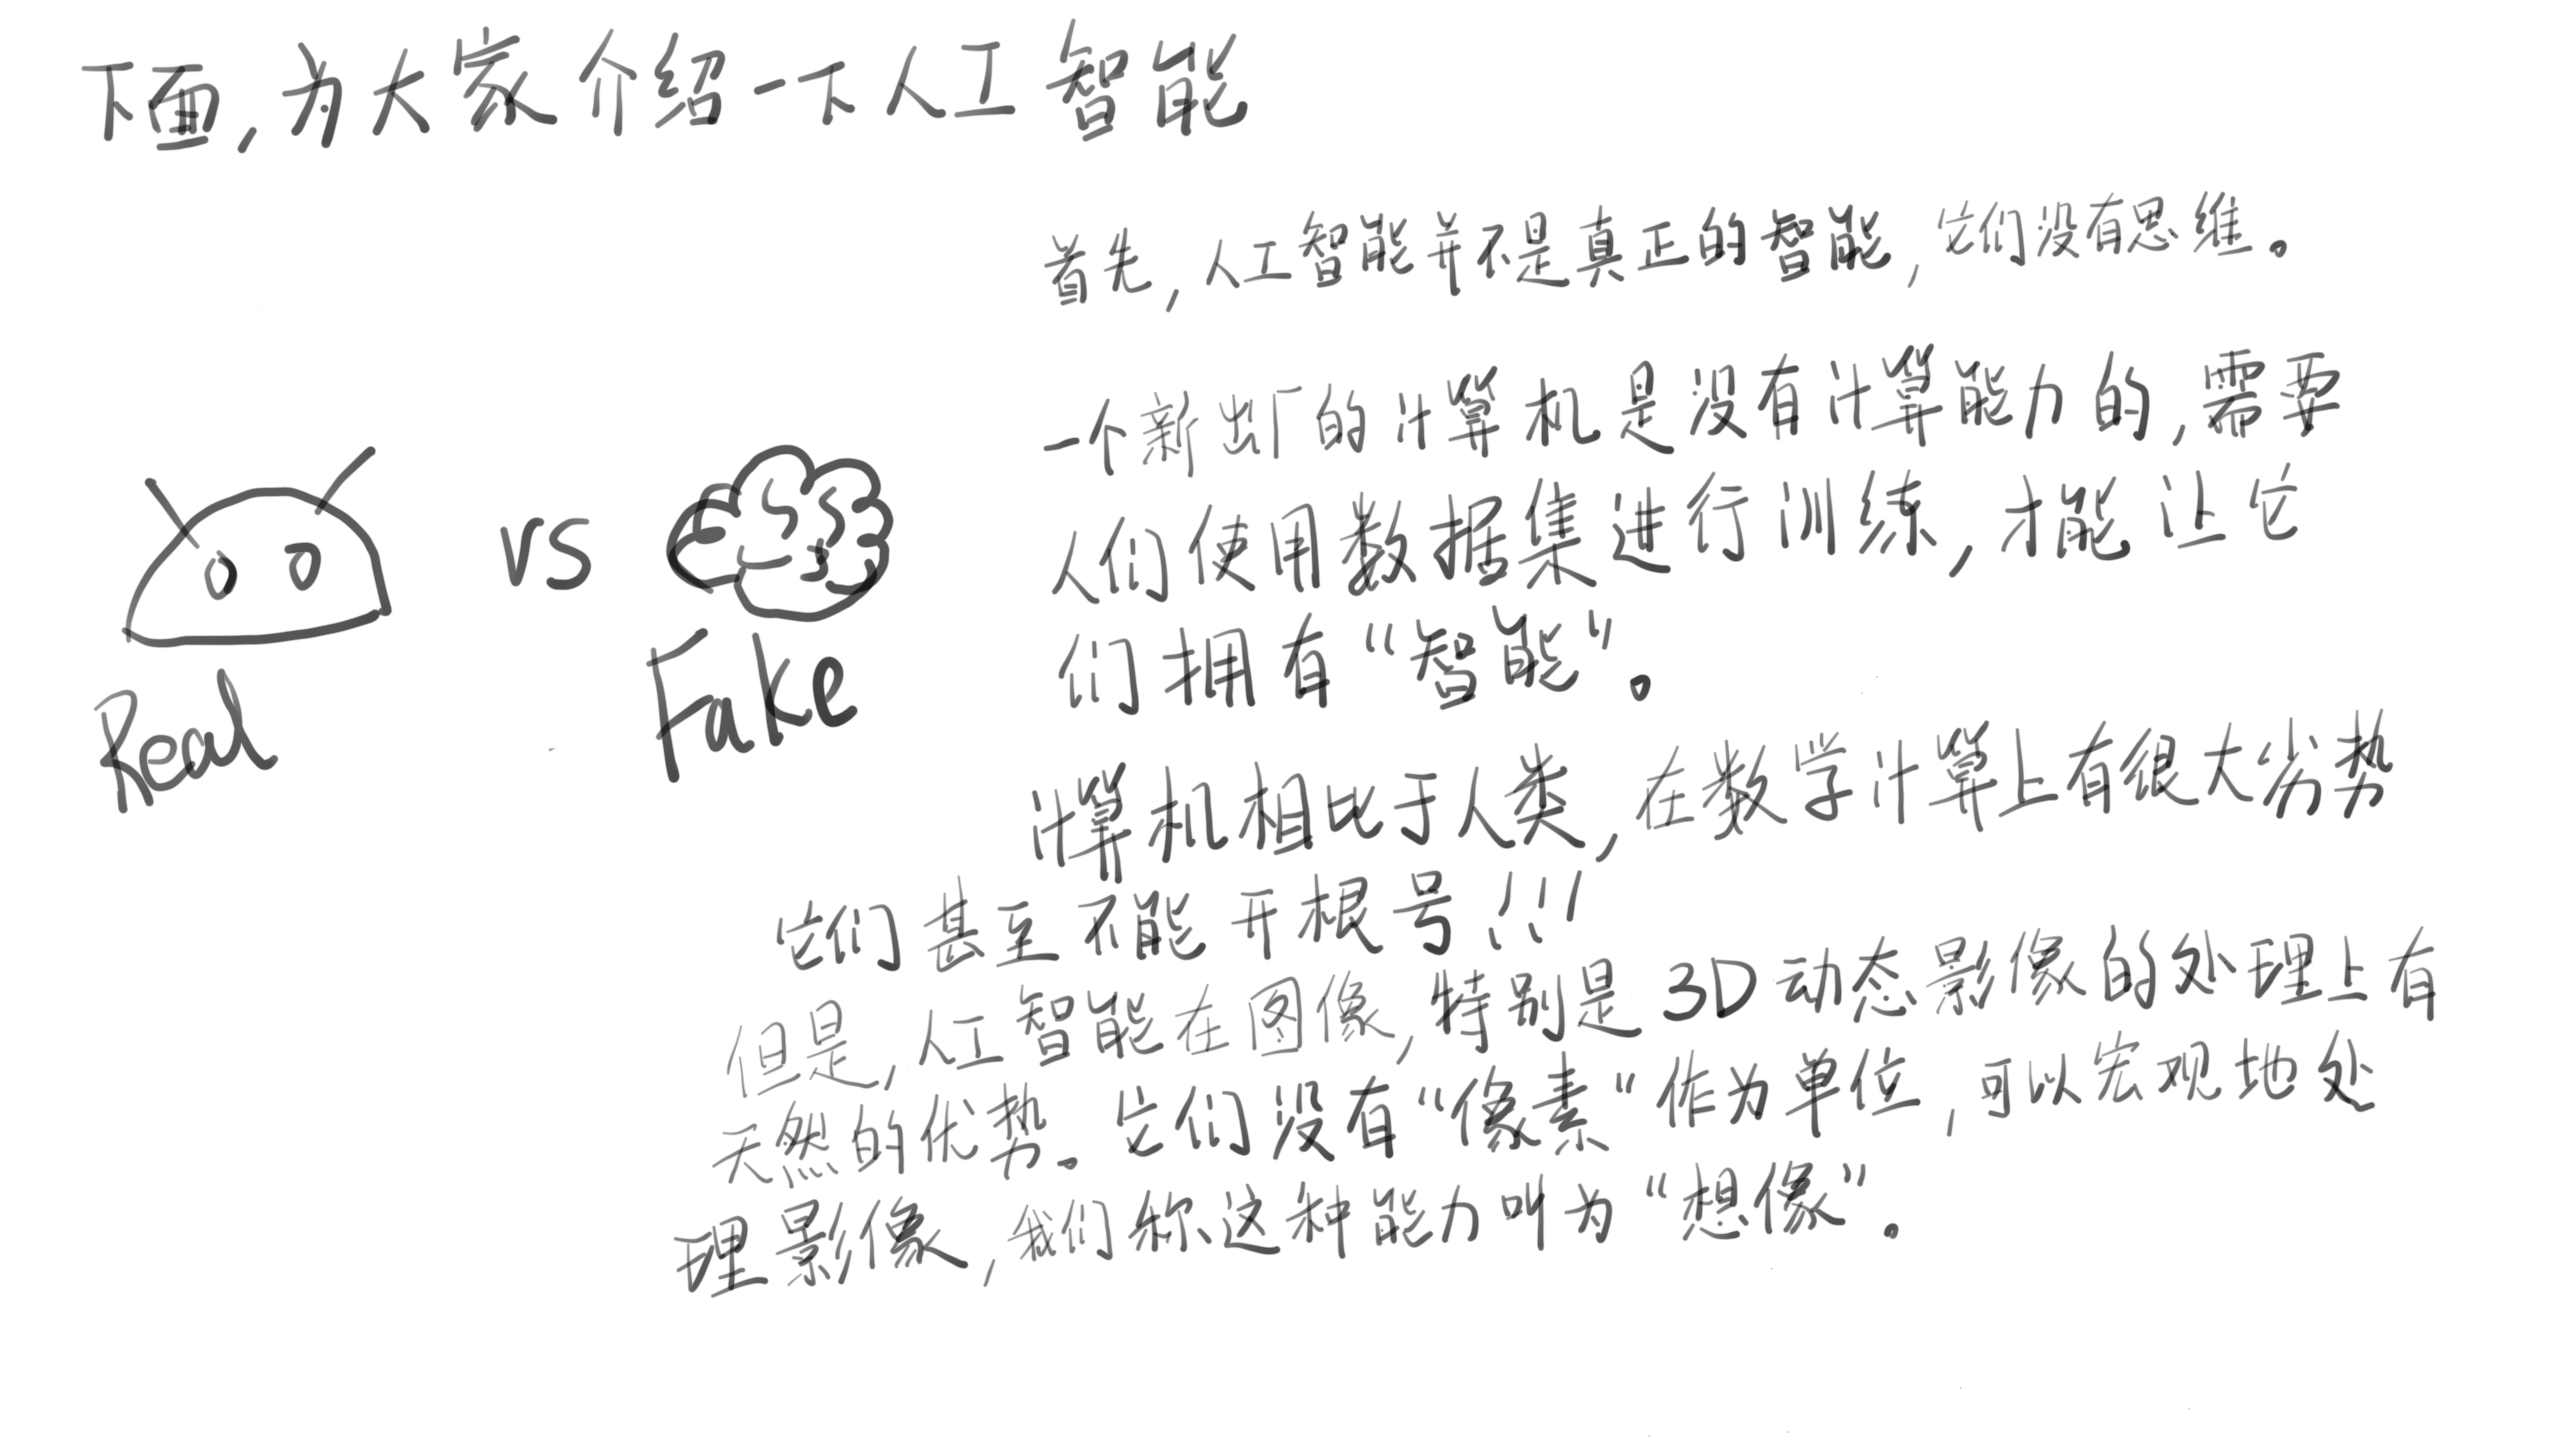 下面,为大家介绍一下人工智能
首先,人工智能并不是真正的智能,它们没有思维。
一个新出厂的计算机是没有计算能力的,需要
人们使用数据集进行训练,才能让它
们拥有“智能”。
vs
Real
Fake
计算机相比于人类,在数学计算上有很大劣势
它们甚至不能开根号!!!
但是,人工智能在图像,特别是3D动态影像的处理上有
天然的优势。它们没有“像素”作为单位,可以宏观地处
理影像,我们称这种能力叫为“想像”。